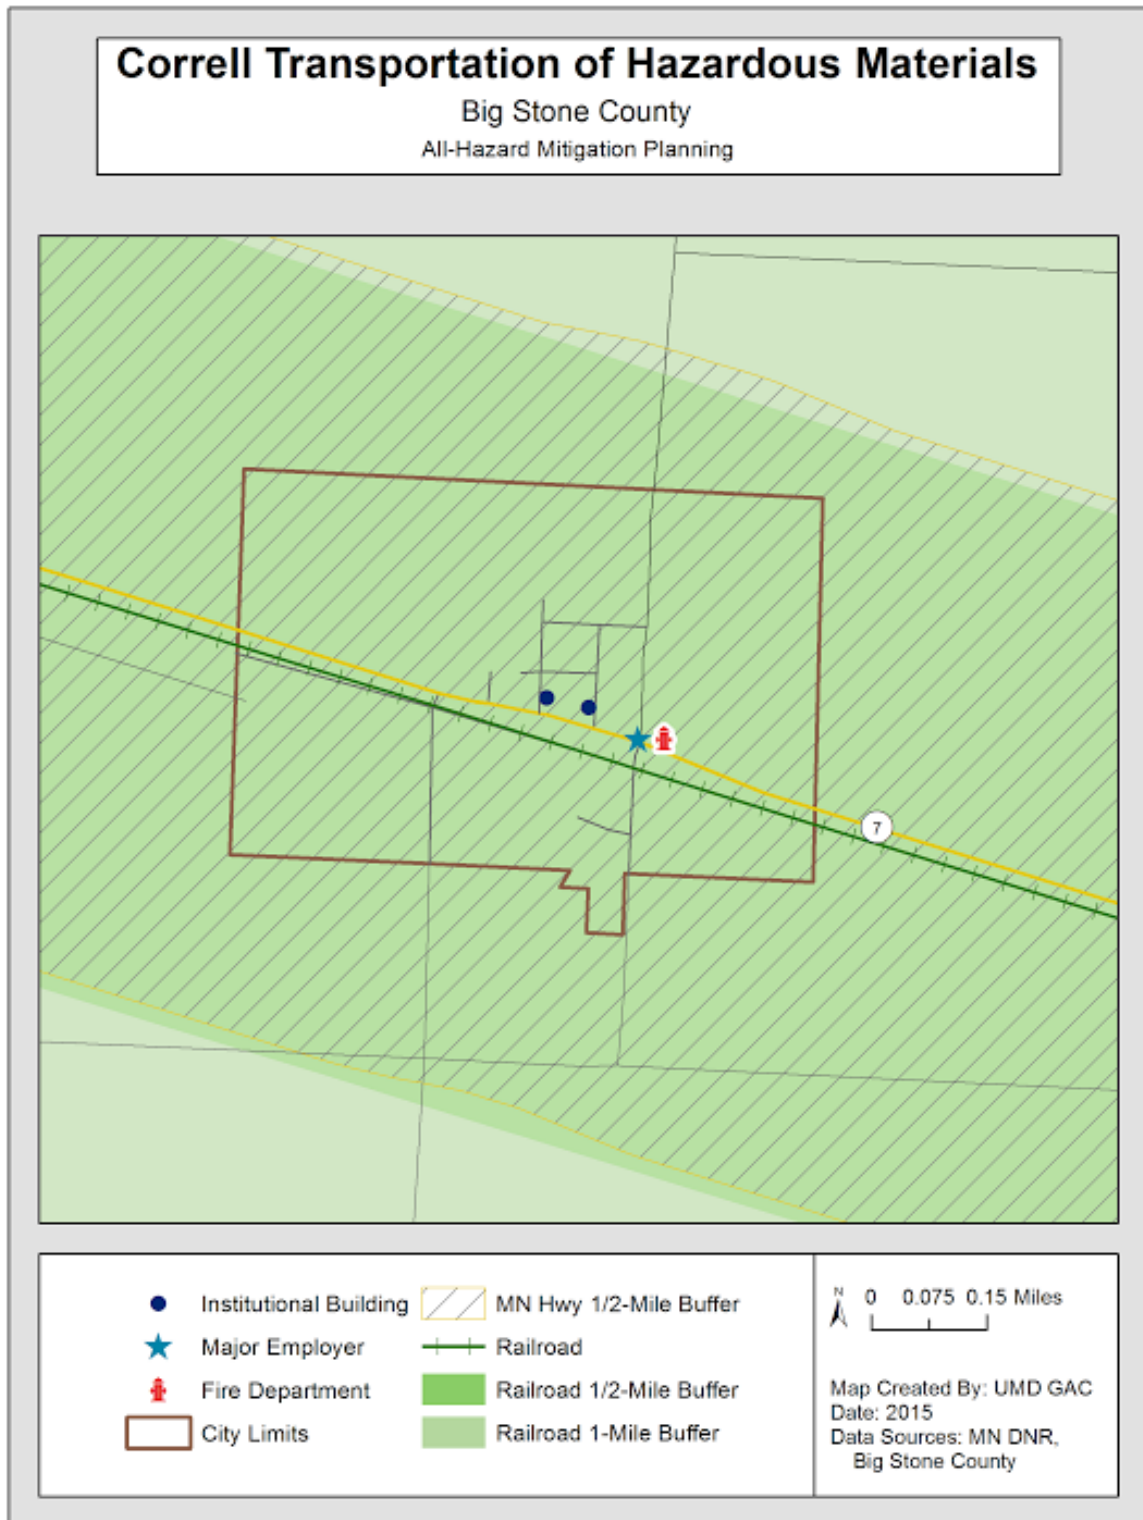 Correll Transportation of Hazardous Materials
Big Stone County
All-Hazard Mitigation Planning
7
Institutional Building
Major Employer
Fire Department
City Limits
MN Hwy 1/2-Mile Buffer
Railroad
Railroad 1/2-Mile Buffer
Railroad 1-Mile Buffer
N
0 0.075 0.15 Miles
Map Created By: UMD GAC
Date: 2015
Data Sources: MN DNR,
Big Stone County